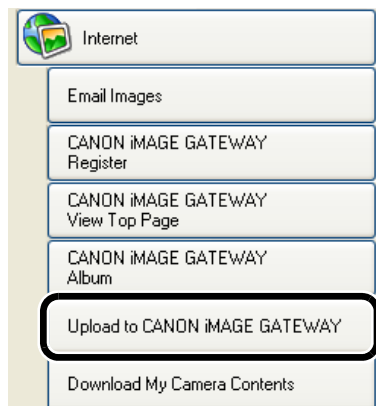 Internet
Email Images
CANON iMAGE GATEWAY
Register
CANON iMAGE GATEWAY
View Top Page
CANON iMAGE GATEWAY
Album
Upload to CANON iMAGE GATEWAY
Download My Camera Contents